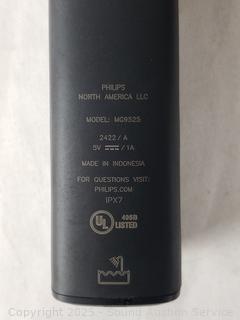 PHILIPS
NORTH AMERICA LLC
MODEL: MG9525
2422 / A
5V ⎓ / 1A
MADE IN INDONESIA
FOR QUESTIONS VISIT:
PHILIPS.COM
IPX7
UL 49SB
LISTED
Copyright © 2025 - Sound Auction Service